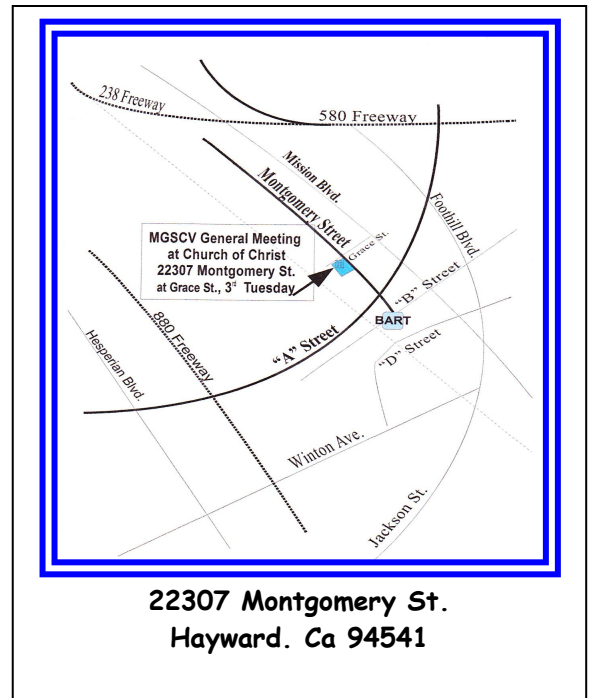 238 Freeway
580 Freeway
Mission Blvd.
Montgomery Street
Foothill Blvd.
MGSCV General Meeting
at Church of Christ
22307 Montgomery St.
at Grace St., 3rd Tuesday
Grace St.
"B" Street
BART
"D" Street
"A" Street
880 Freeway
Hesperian Blvd.
Winton Ave.
Jackson St.
22307 Montgomery St.
Hayward. Ca 94541